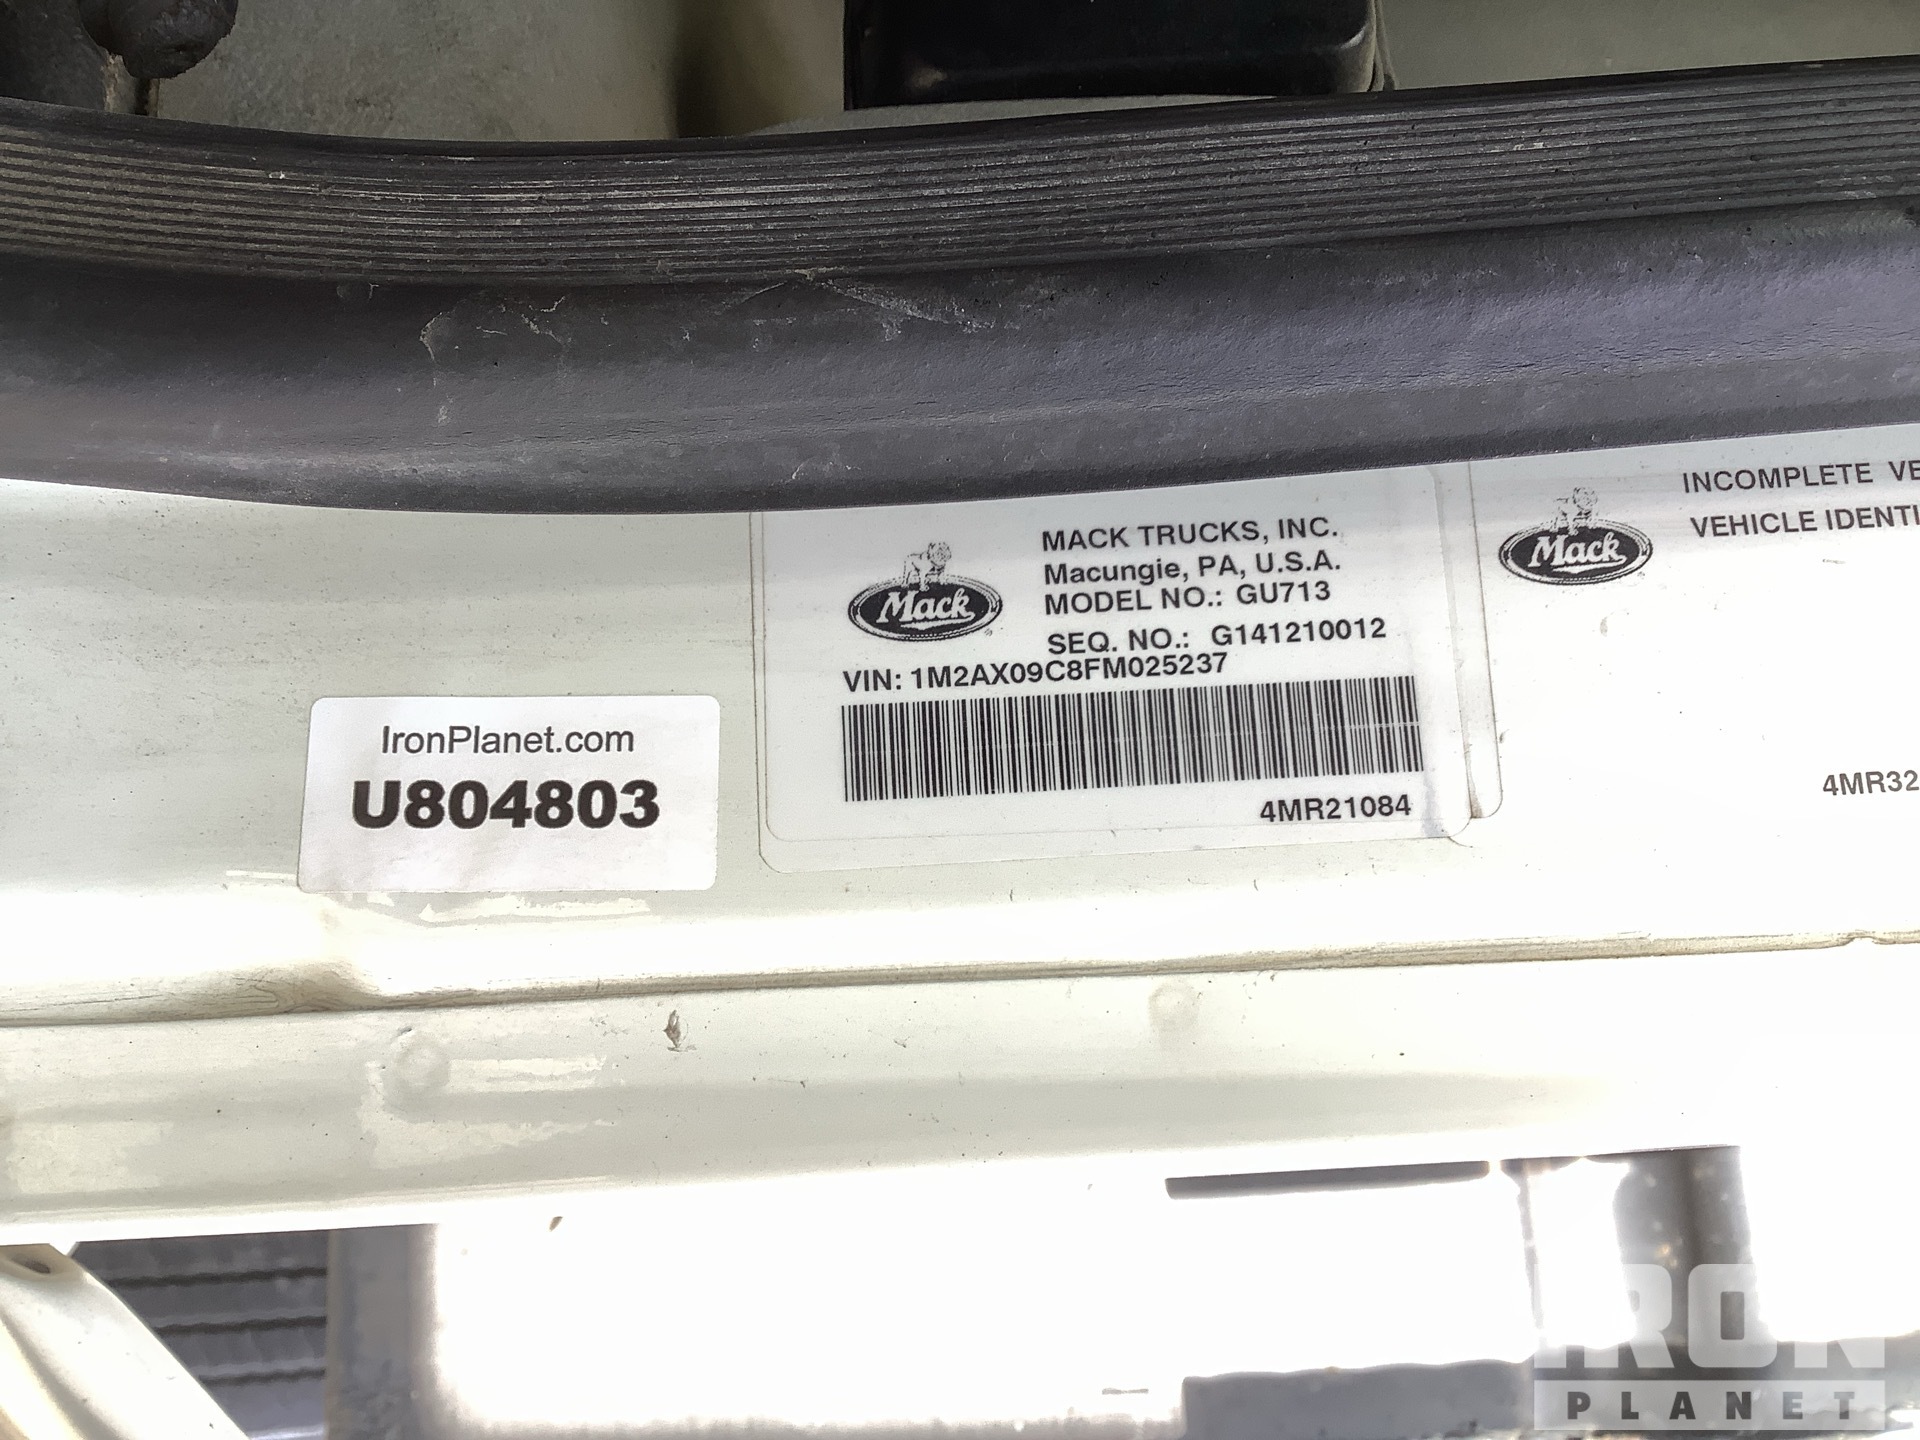 MACK TRUCKS, INC.
Macungie, PA, U.S.A.
MODEL NO.: GU713
SEQ. NO.: G141210012
VIN: 1M2AX09C8FM025237
4MR21084
Mack
IronPlanet.com
U804803
INCOMPLETE VE
VEHICLE IDENTI
Mack
4MR32
IRON
PLANET